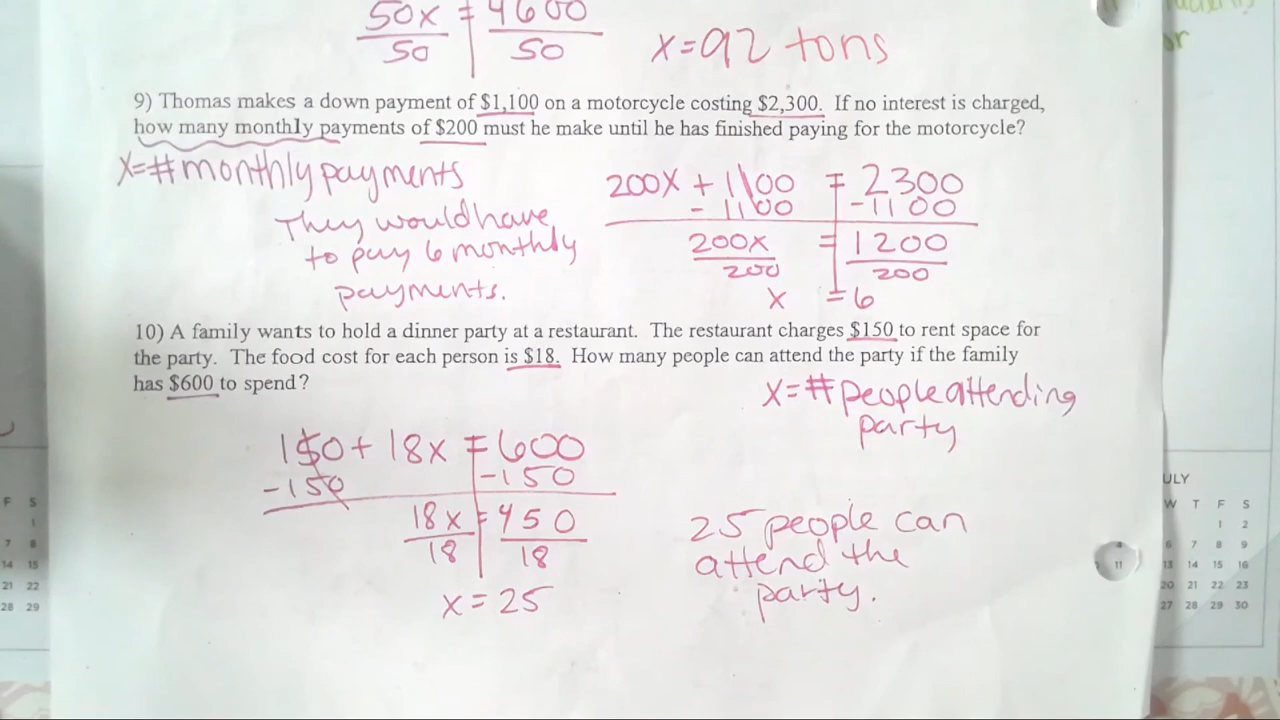 50x = 4600
50 50
x=92 tons
9) Thomas makes a down payment of $1,100 on a motorcycle costing $2,300. If no interest is charged,
how many monthly payments of $200 must he make until he has finished paying for the motorcycle?
x=#monthly payments
They would have
to pay 6 monthly
payments.
200x + 1100 = 2300
- 1100 -1100
200x = 1200
200 200
x = 6
10) A family wants to hold a dinner party at a restaurant. The restaurant charges $150 to rent space for
the party. The food cost for each person is $18. How many people can attend the party if the family
has $600 to spend?
x=#people attending
party
150+ 18x = 600
-150 -150
18x = 450
18 18
x = 25
25 people can
attend the
party.
F S
1
7 8
14 15
21 22
28 29
ULY
W T F S
1 2
6 7 8 9
11 13 14 15 16
20 21 22 23
27 28 29 30